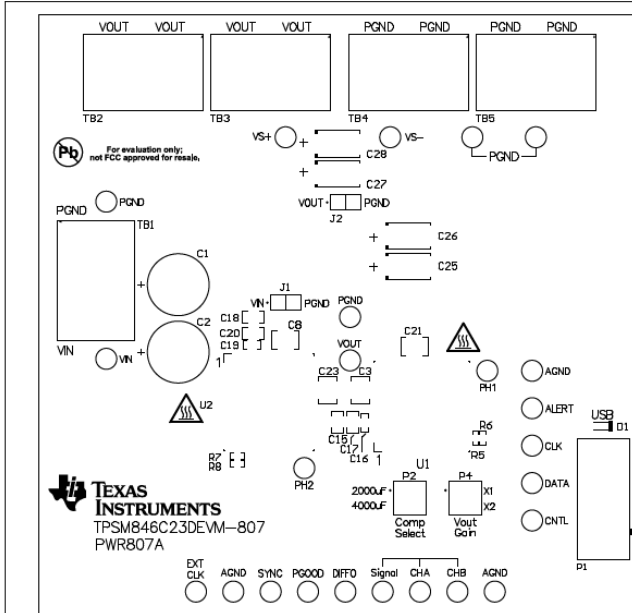 VOUT VOUT VOUT VOUT PGND PGND PGND PGND
TB2 TB3 TB4 TB5
VS+ VS-
Pb
For evaluation only;
not FCC approved for resale.
C28
PGND
C27
VOUT PGND
J2
PGND
PGND TB1
C26
C1
C25
J1
VIN PGND PGND
C18
C2 C20 C8 C21
C19
VOUT
VIN VIN
1
PH1
AGND
C23 C3
U2
ALERT
USB
D1
R6
C15
C17
R5
CLK
C16 1
R7
R8
U1
PH2
P2 P4
DATA
TEXAS
INSTRUMENTS
2000uF X1
4000uF X2
TPSM846C23DEVM-807
Comp Vout
Select Gain
CNTL
PWR807A
P1
EXT
CLK AGND SYNC PGOOD DIFFO Signal CHA CHB AGND